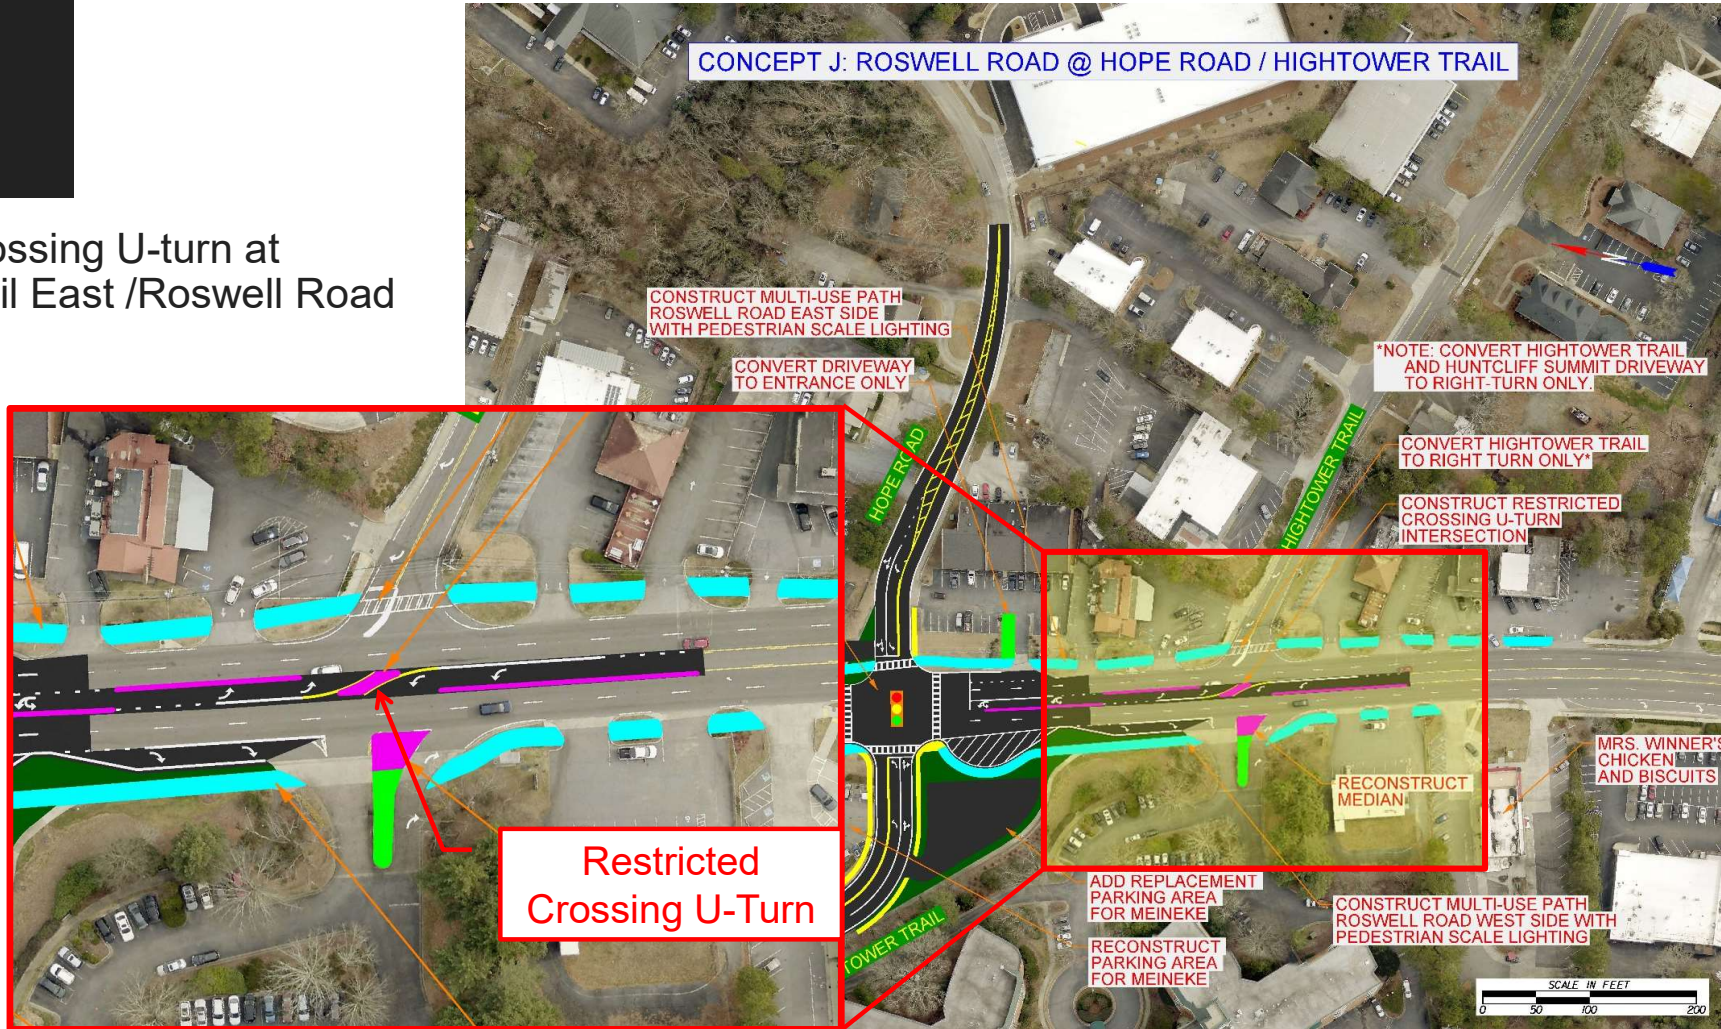 CONCEPT J: ROSWELL ROAD @ HOPE ROAD / HIGHTOWER TRAIL
ossing U-turn at
il East /Roswell Road
CONSTRUCT MULTI-USE PATH
ROSWELL ROAD EAST SIDE
WITH PEDESTRIAN SCALE LIGHTING
CONVERT DRIVEWAY
TO ENTRANCE ONLY
*NOTE: CONVERT HIGHTOWER TRAIL
AND HUNTCLIFF SUMMIT DRIVEWAY
TO RIGHT-TURN ONLY.
HOPE ROAD
HIGHTOWER TRAIL
CONVERT HIGHTOWER TRAIL
TO RIGHT TURN ONLY*
CONSTRUCT RESTRICTED
CROSSING U-TURN
INTERSECTION
MRS. WINNER'S
CHICKEN
AND BISCUITS
RECONSTRUCT
MEDIAN
Restricted
Crossing U-Turn
ADD REPLACEMENT
PARKING AREA
FOR MEINEKE
CONSTRUCT MULTI-USE PATH
ROSWELL ROAD WEST SIDE WITH
PEDESTRIAN SCALE LIGHTING
TOWER TRAIL
RECONSTRUCT
PARKING AREA
FOR MEINEKE
SCALE IN FEET
0 50 100 200